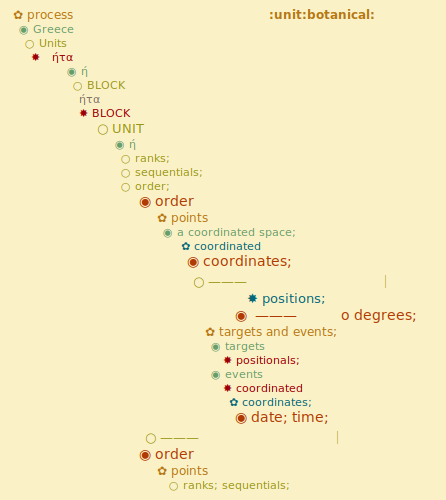 ✿ process :unit:botanical:
◉ Greece
○ Units
✸ ήτα
◉ ή
○ BLOCK
ήτα
✸ BLOCK
○ UNIT
◉ ή
○ ranks;
○ sequentials;
○ order;
◉ order
✿ points
◉ a coordinated space;
✿ coordinated
◉ coordinates;
○ ——— |
✸ positions;
◉ ——— o degrees;
✿ targets and events;
◉ targets
✸ positionals;
◉ events
✸ coordinated
✿ coordinates;
◉ date; time;
○ ——— |
◉ order
✿ points
○ ranks; sequentials;